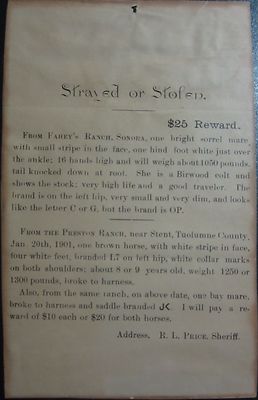 Strayed or Stolen.
$25 Reward.
FROM FAHEY'S RANCH, SONORA, one bright sorrel mare
with small stripe in the face, one hind foot white just over
the ankle; 16 hands high and will weigh about 1050 pounds.
tail knocked down at root. She is a Birwood colt and
shows the stock; very high life and a good traveler. The
brand is on the left hip, very small and very dim, and looks
like the letter C or G, but the brand is OP.
FROM THE PRESTON RANCH, near Stent, Tuolumne County,
Jan. 20th, 1901, one brown horse, with white stripe in face,
four white feet, branded L7 on left hip, white collar marks
on both shoulders; about 8 or 9 years old, weight 1250 or
1300 pounds, broke to harness.
Also, from the same ranch, on above date, one bay mare,
broke to harness and saddle branded JK. I will pay a re-
ward of $10 each or $20 for both horses.
Address, R. L. PRICE, Sheriff.